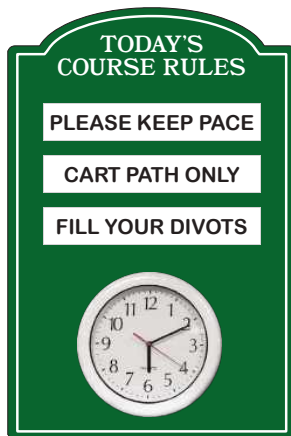 TODAY'S
COURSE RULES
PLEASE KEEP PACE
CART PATH ONLY
FILL YOUR DIVOTS
12
11 1
10 2
9 3
8 4
7 5
6